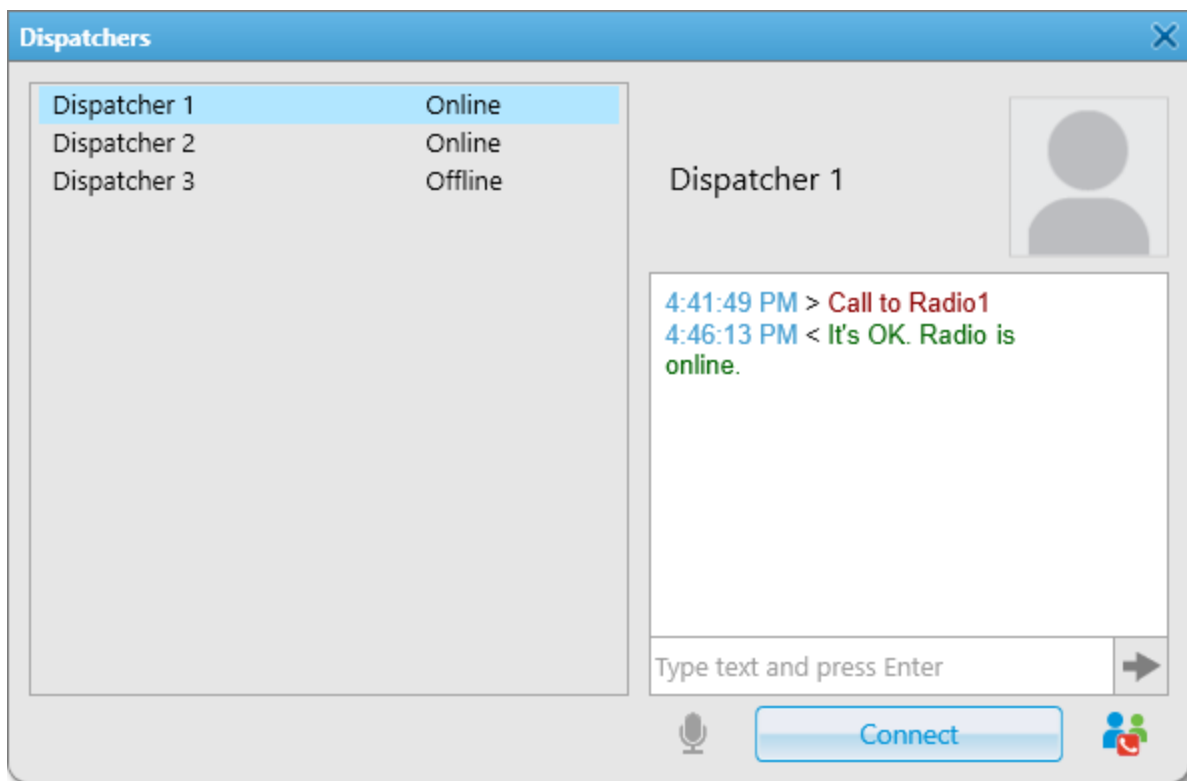 Dispatchers
Dispatcher 1 Online
Dispatcher 2 Online
Dispatcher 3 Offline
Dispatcher 1
4:41:49 PM > Call to Radio1
4:46:13 PM < It's OK. Radio is
online.
Type text and press Enter
Connect